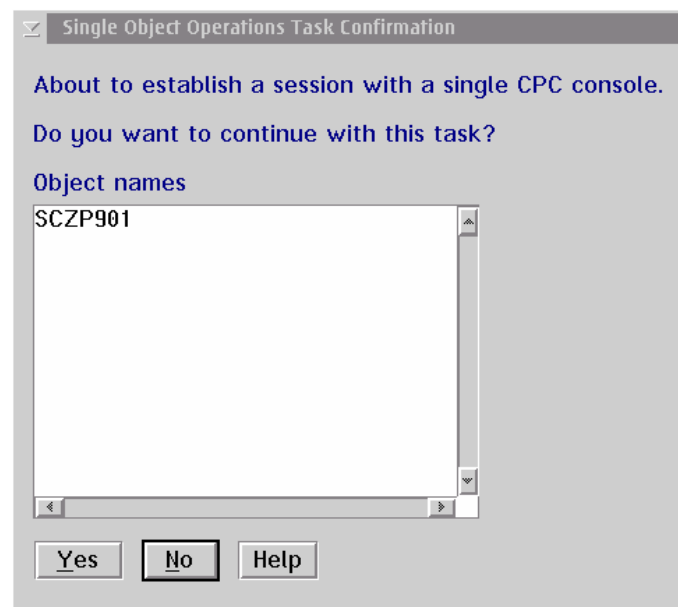 Single Object Operations Task Confirmation
About to establish a session with a single CPC console.
Do you want to continue with this task?
Object names
SCZP901
Yes No Help